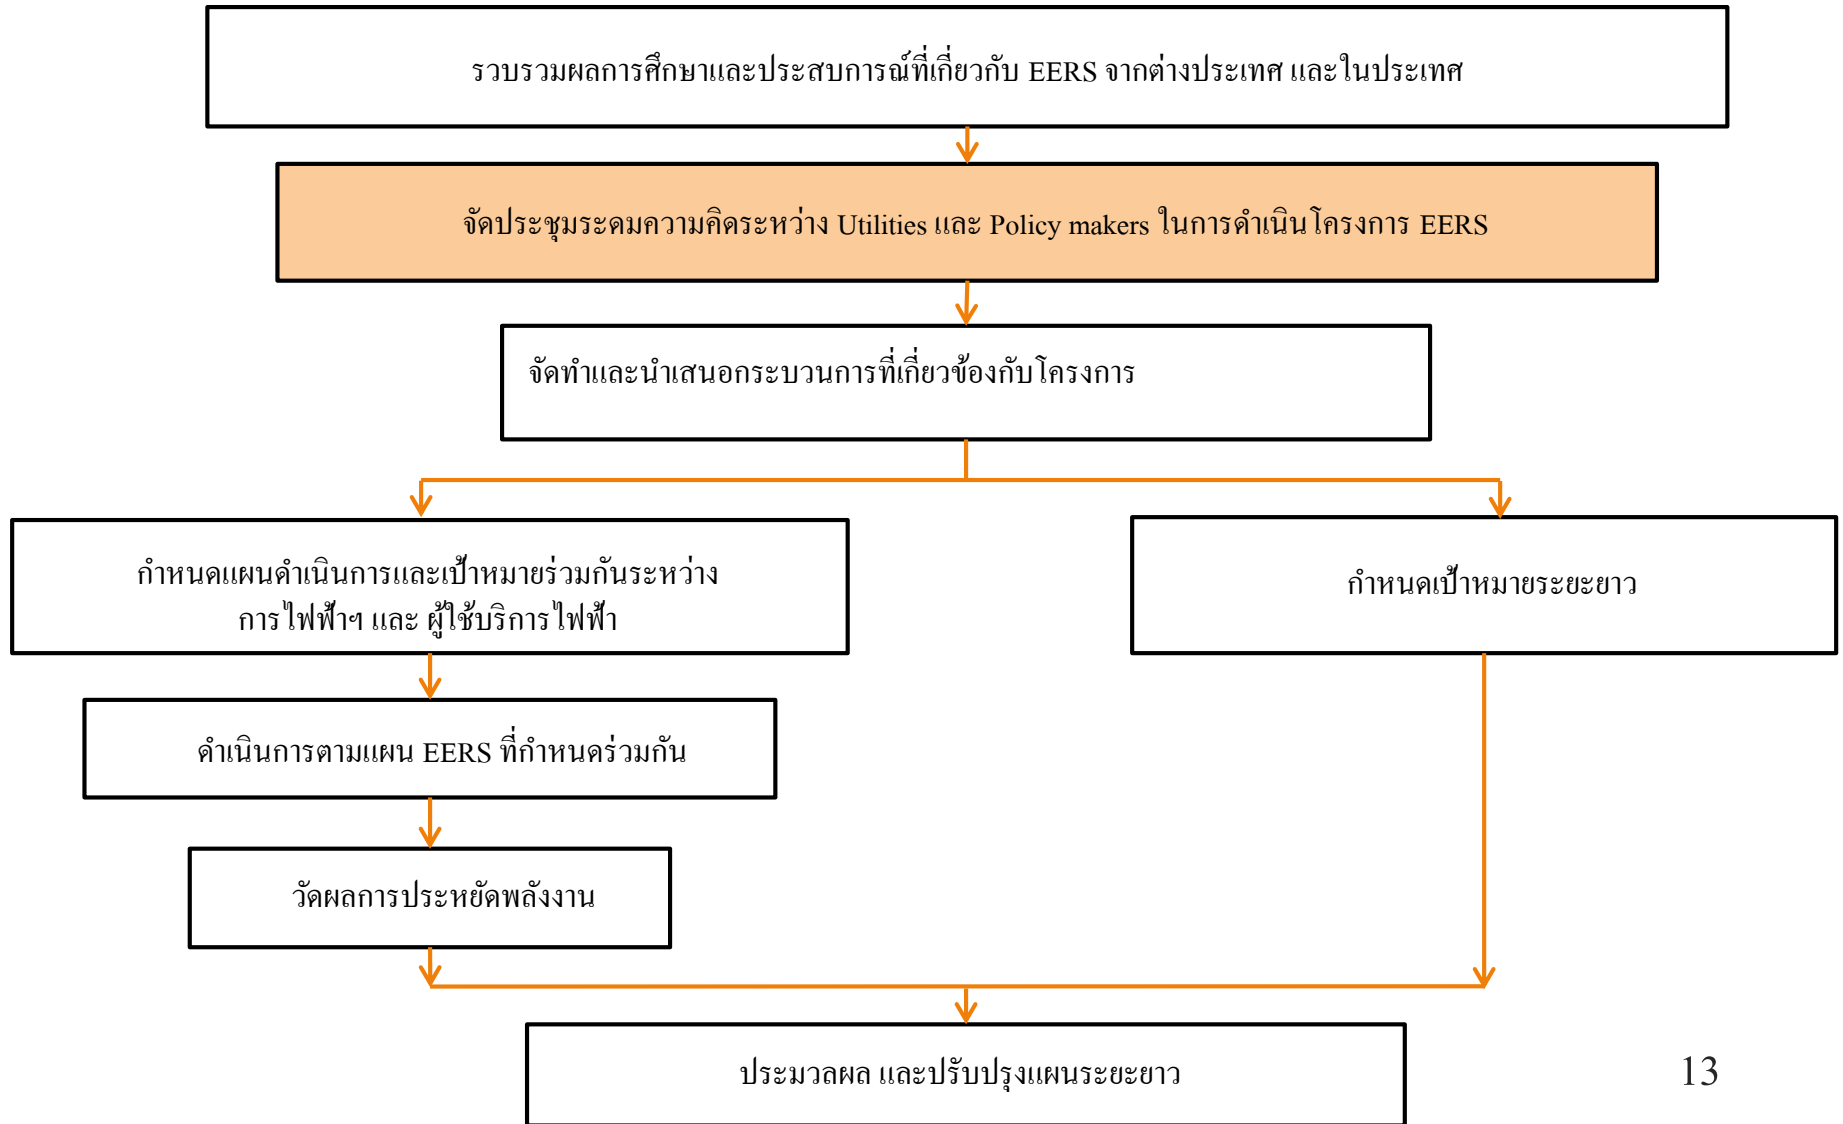 รวบรวมผลการศึกษาและประสบการณ์ที่เกี่ยวกับ EERS จากต่างประเทศ และในประเทศ
จัดประชุมระดมความคิดระหว่าง Utilities และ Policy makers ในการดำเนินโครงการ EERS
จัดทำและนำเสนอกระบวนการที่เกี่ยวข้องกับโครงการ
กำหนดแผนดำเนินการและเป้าหมายร่วมกันระหว่าง
การไฟฟ้าฯ และ ผู้ใช้บริการไฟฟ้า
กำหนดเป้าหมายระยะยาว
ดำเนินการตามแผน EERS ที่กำหนดร่วมกัน
วัดผลการประหยัดพลังงาน
ประมวลผล และปรับปรุงแผนระยะยาว
13